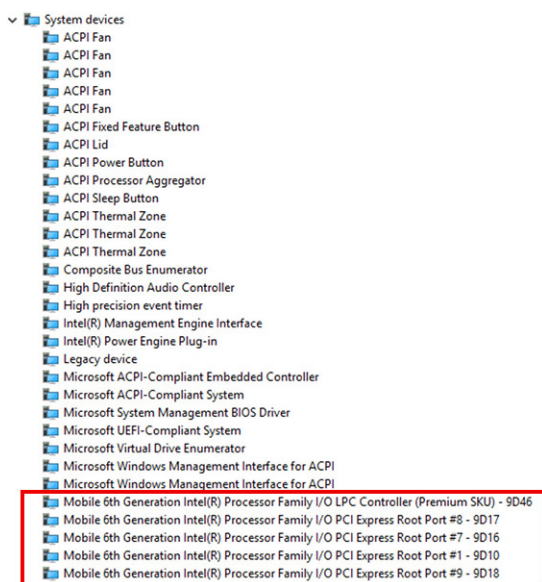 System devices
ACPI Fan
ACPI Fan
ACPI Fan
ACPI Fan
ACPI Fan
ACPI Fixed Feature Button
ACPI Lid
ACPI Power Button
ACPI Processor Aggregator
ACPI Sleep Button
ACPI Thermal Zone
ACPI Thermal Zone
ACPI Thermal Zone
Composite Bus Enumerator
High Definition Audio Controller
High precision event timer
Intel(R) Management Engine Interface
Intel(R) Power Engine Plug-in
Legacy device
Microsoft ACPI-Compliant Embedded Controller
Microsoft ACPI-Compliant System
Microsoft System Management BIOS Driver
Microsoft UEFI-Compliant System
Microsoft Virtual Drive Enumerator
Microsoft Windows Management Interface for ACPI
Microsoft Windows Management Interface for ACPI
Mobile 6th Generation Intel(R) Processor Family I/O LPC Controller (Premium SKU) - 9D46
Mobile 6th Generation Intel(R) Processor Family I/O PCI Express Root Port #8 - 9D17
Mobile 6th Generation Intel(R) Processor Family I/O PCI Express Root Port #7 - 9D16
Mobile 6th Generation Intel(R) Processor Family I/O PCI Express Root Port #1 - 9D10
Mobile 6th Generation Intel(R) Processor Family I/O PCI Express Root Port #9 - 9D18